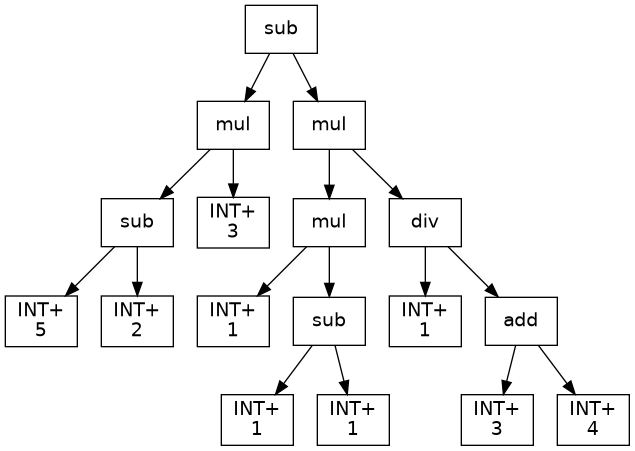 sub
mul
mul
sub
INT+
3
mul
div
INT+
5
INT+
2
INT+
1
sub
INT+
1
add
INT+
1
INT+
1
INT+
3
INT+
4